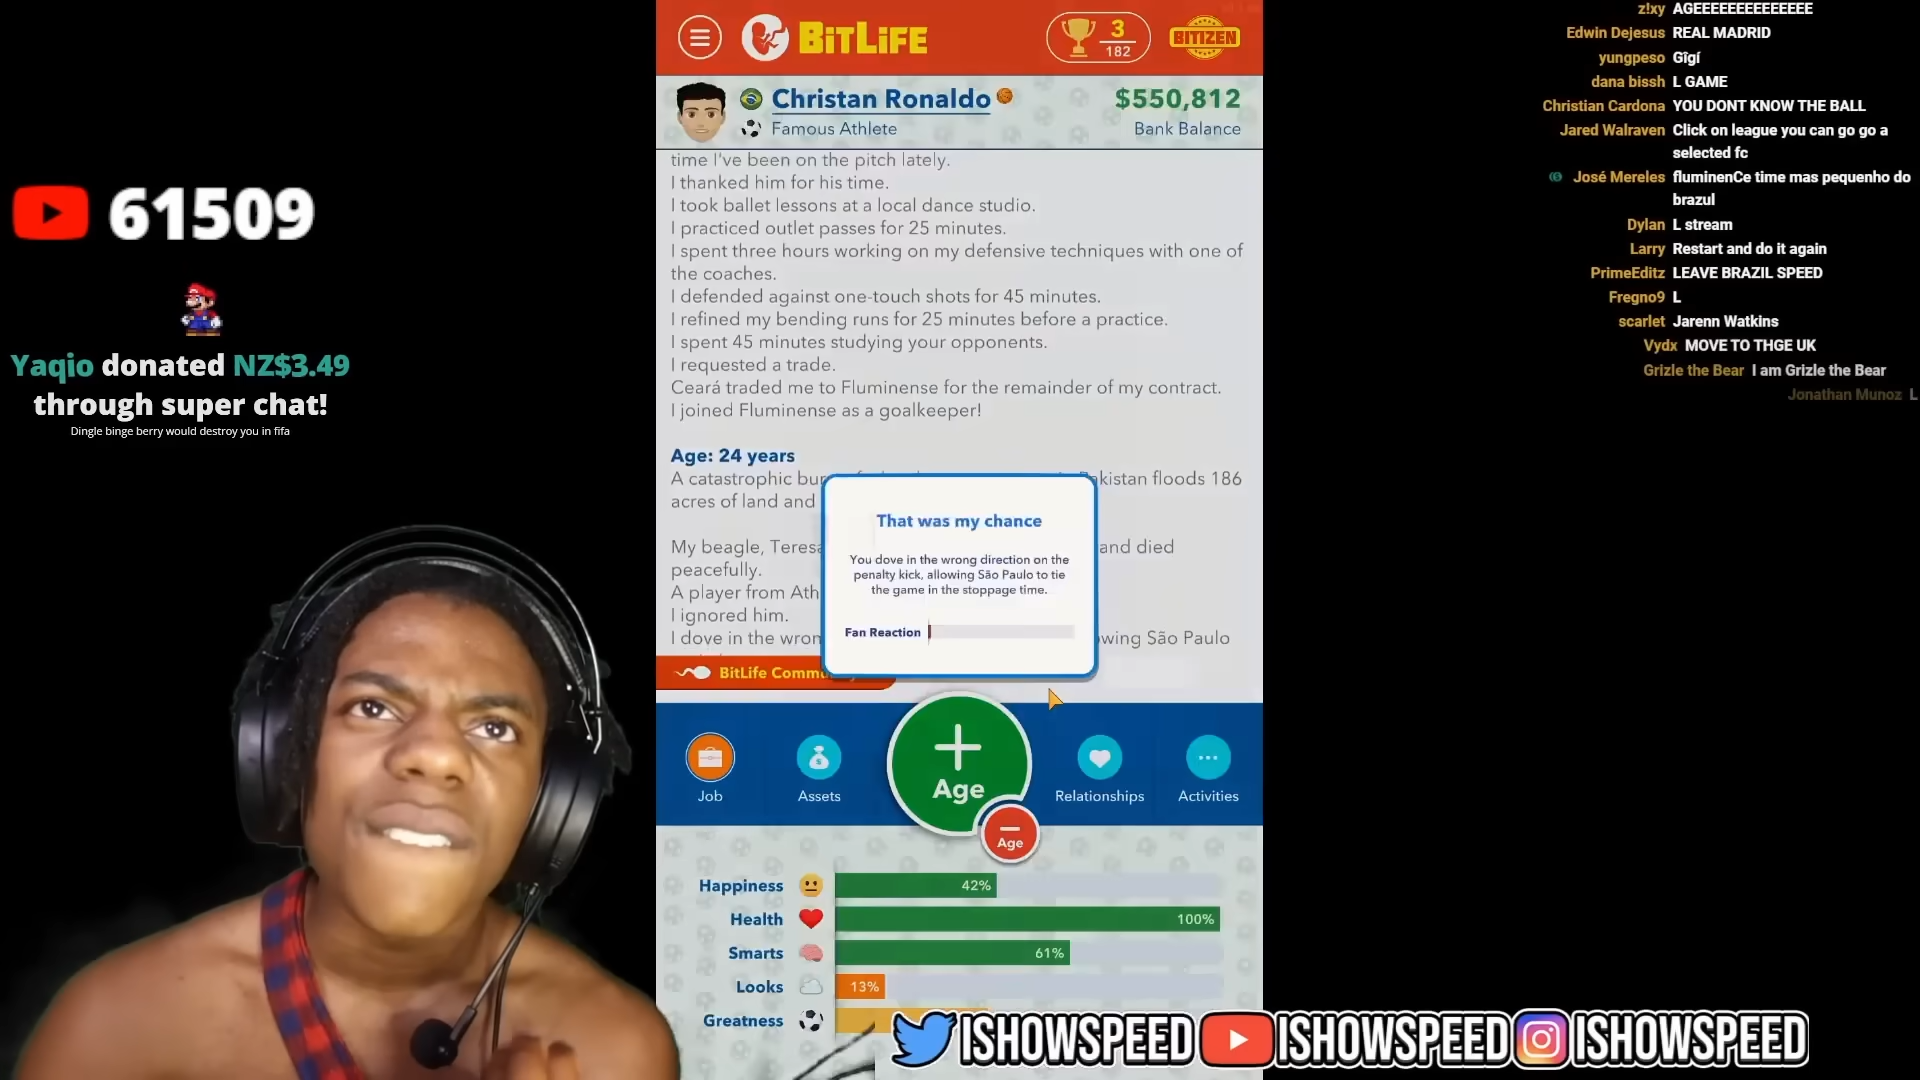 61509
Yaqio donated NZ$3.49
through super chat!
Dingle binge berry would destroy you in fifa
BiTLiFE
3
182
BITIZEN
Christan Ronaldo
$550,812
Famous Athlete
Bank Balance
time I've been on the pitch lately.
I thanked him for his time.
I took ballet lessons at a local dance studio.
I practiced outlet passes for 25 minutes.
I spent three hours working on my defensive techniques with one of
the coaches.
I defended against one-touch shots for 45 minutes.
I refined my bending runs for 25 minutes before a practice.
I spent 45 minutes studying your opponents.
I requested a trade.
Ceará traded me to Fluminense for the remainder of my contract.
I joined Fluminense as a goalkeeper!
Age: 24 years
A catastrophic floods 186
acres of land and
My beagle, and died
peacefully.
A player from
I ignored him.
I dove in the São Paulo
That was my chance
You dove in the wrong direction on the
penalty kick, allowing São Paulo to tie
the game in the stoppage time.
Fan Reaction
BitLife
Job
Assets
Age
Age
Relationships
Activities
Happiness 42%
Health 100%
Smarts 61%
Looks 13%
Greatness
ISHOWSPEED ISHOWSPEED ISHOWSPEED
z!xy AGEEEEEEEEEEEEEE
Edwin Dejesus REAL MADRID
yungpeso Gîgí
dana bissh L GAME
Christian Cardona YOU DONT KNOW THE BALL
Jared Walraven Click on league you can go go a
selected fc
José Mereles fluminenCe time mas pequenho do
brazul
Dylan L stream
Larry Restart and do it again
PrimeEditz LEAVE BRAZIL SPEED
Fregno9 L
scarlet Jarenn Watkins
Vydx MOVE TO THGE UK
Grizle the Bear I am Grizle the Bear
Jonathan Munoz L